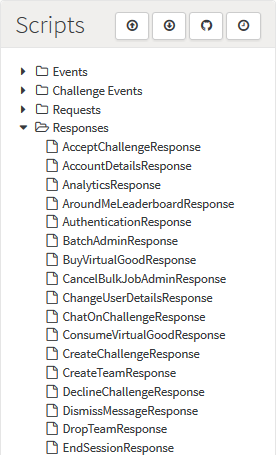 Scripts
Events
Challenge Events
Requests
Responses
AcceptChallengeResponse
AccountDetailsResponse
AnalyticsResponse
AroundMeLeaderboardResponse
AuthenticationResponse
BatchAdminResponse
BuyVirtualGoodResponse
CancelBulkJobAdminResponse
ChangeUserDetailsResponse
ChatOnChallengeResponse
ConsumeVirtualGoodResponse
CreateChallengeResponse
CreateTeamResponse
DeclineChallengeResponse
DismissMessageResponse
DropTeamResponse
EndSessionResponse